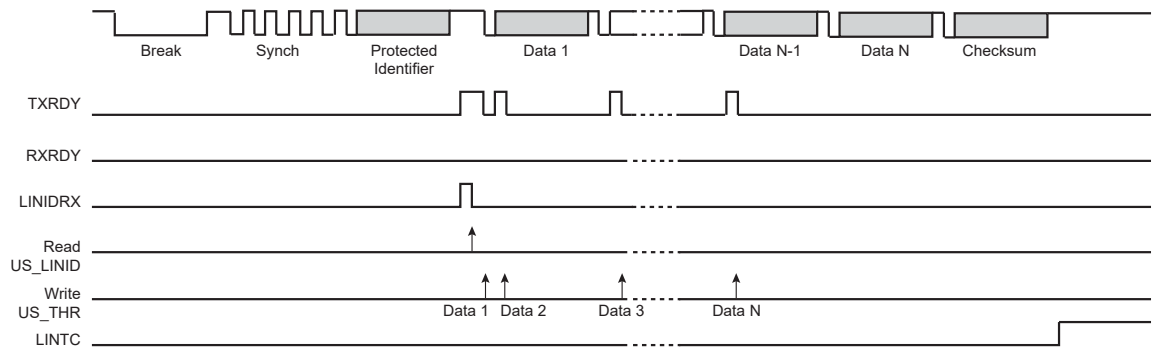 Break
Synch
Protected
Identifier
Data 1
Data N-1
Data N
Checksum
TXRDY
RXRDY
LINIDRX
Read
US_LINID
Write
US_THR
Data 1
Data 2
Data 3
Data N
LINTC